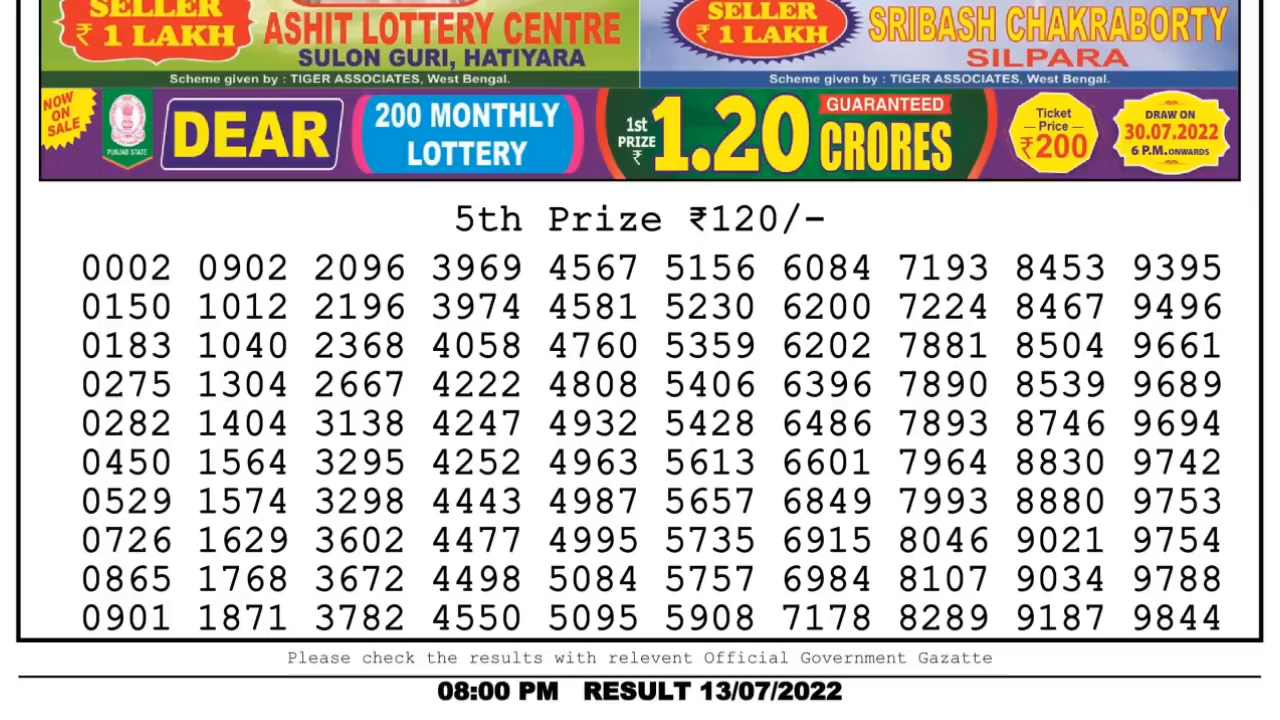 SELLER
₹ 1 LAKH
ASHIT LOTTERY CENTRE
SULON GURI, HATIYARA
Scheme given by : TIGER ASSOCIATES, West Bengal.
SELLER
₹ 1 LAKH
SRIBASH CHAKRABORTY
SILPARA
Scheme given by : TIGER ASSOCIATES, West Bengal.
NOW
ON
SALE
PUNJAB STATE
DEAR
200 MONTHLY
LOTTERY
1st
PRIZE
₹
1.20
GUARANTEED
CRORES
Ticket
Price
₹200
DRAW ON
30.07.2022
6 P.M. ONWARDS
5th Prize ₹120/-
0002 0902 2096 3969 4567 5156 6084 7193 8453 9395
0150 1012 2196 3974 4581 5230 6200 7224 8467 9496
0183 1040 2368 4058 4760 5359 6202 7881 8504 9661
0275 1304 2667 4222 4808 5406 6396 7890 8539 9689
0282 1404 3138 4247 4932 5428 6486 7893 8746 9694
0450 1564 3295 4252 4963 5613 6601 7964 8830 9742
0529 1574 3298 4443 4987 5657 6849 7993 8880 9753
0726 1629 3602 4477 4995 5735 6915 8046 9021 9754
0865 1768 3672 4498 5084 5757 6984 8107 9034 9788
0901 1871 3782 4550 5095 5908 7178 8289 9187 9844
Please check the results with relevent Official Government Gazatte
08:00 PM RESULT 13/07/2022